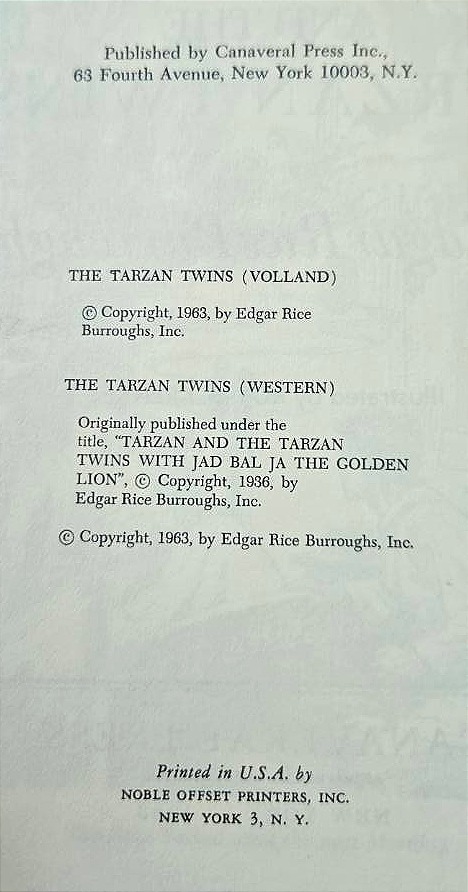 Published by Canaveral Press Inc.,
63 Fourth Avenue, New York 10003, N.Y.
THE TARZAN TWINS (VOLLAND)
© Copyright, 1963, by Edgar Rice
Burroughs, Inc.
THE TARZAN TWINS (WESTERN)
Originally published under the
title, “TARZAN AND THE TARZAN
TWINS WITH JAD BAL JA THE GOLDEN
LION”, © Copyright, 1936, by
Edgar Rice Burroughs, Inc.
© Copyright, 1963, by Edgar Rice Burroughs, Inc.
Printed in U.S.A. by
NOBLE OFFSET PRINTERS, INC.
NEW YORK 3, N. Y.